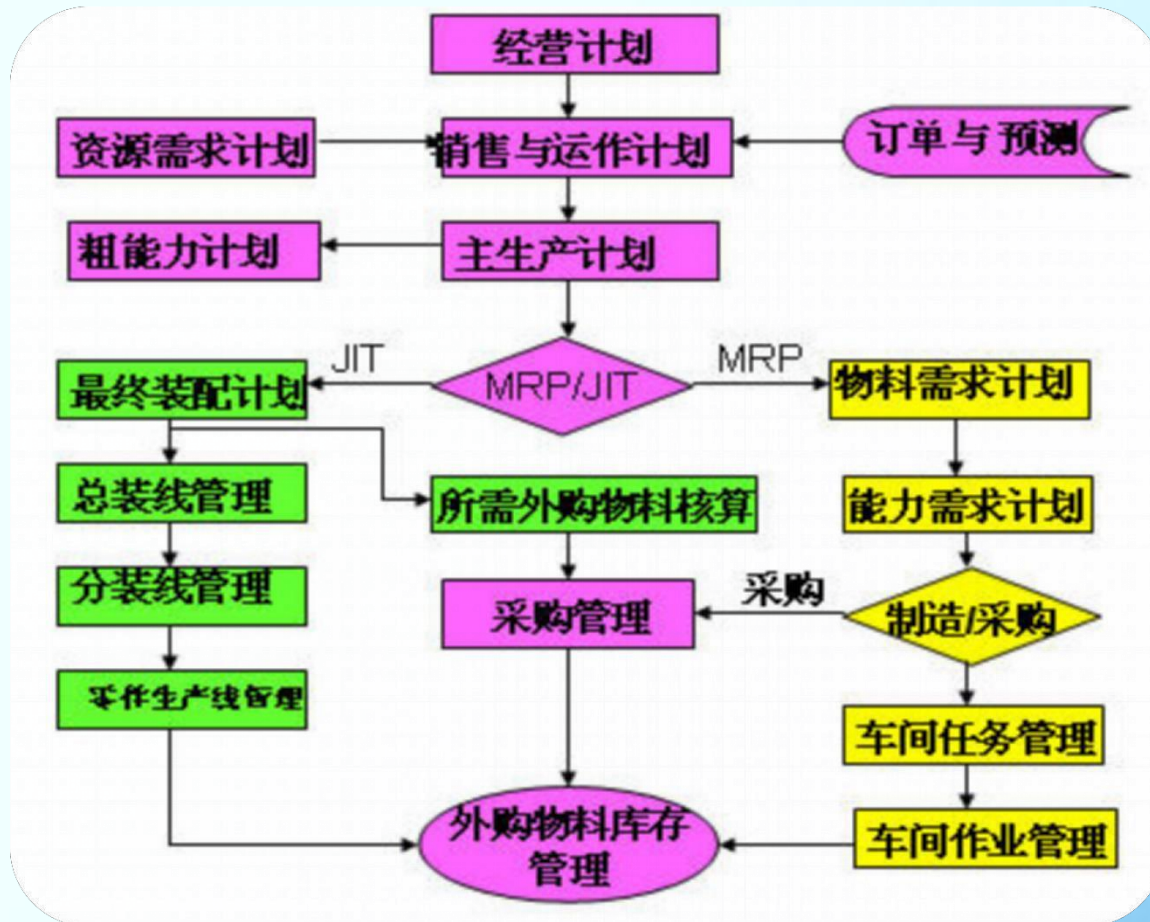 经营计划
资源需求计划
销售与运作计划
订单与 预测
粗能力计划
主生产计划
JIT
MRP/JIT
MRP
最终装配计划
物料需求计划
总装线管理
所需外购物料核算
能力需求计划
分装线管理
采购管理
采购
制造/采购
零件生产线管理
车间任务管理
外购物料库存
管理
车间作业管理